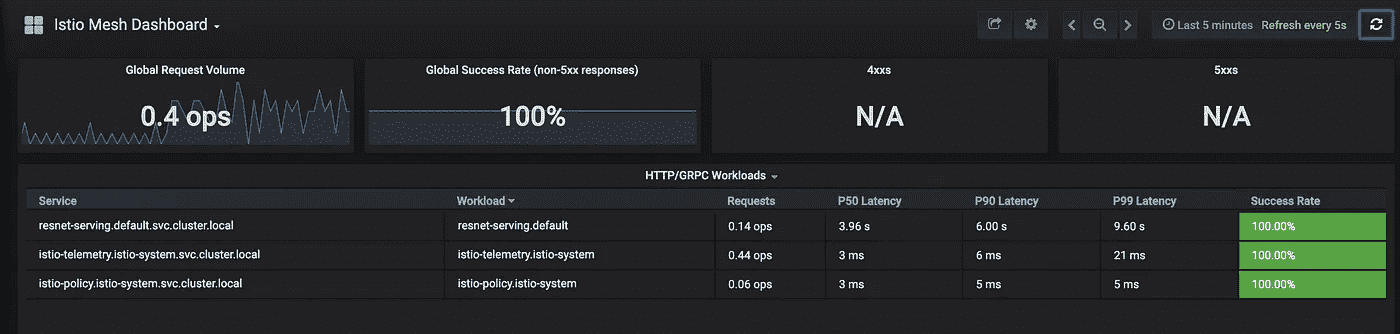 Istio Mesh Dashboard
Last 5 minutes Refresh every 5s
Global Request Volume
0.4 ops
Global Success Rate (non-5xx responses)
100%
4xxs
N/A
5xxs
N/A
HTTP/GRPC Workloads
Service Workload Requests P50 Latency P90 Latency P99 Latency Success Rate
resnet-serving.default.svc.cluster.local resnet-serving.default 0.14 ops 3.96 s 6.00 s 9.60 s 100.00%
istio-telemetry.istio-system.svc.cluster.local istio-telemetry.istio-system 0.44 ops 3 ms 6 ms 21 ms 100.00%
istio-policy.istio-system.svc.cluster.local istio-policy.istio-system 0.06 ops 3 ms 5 ms 5 ms 100.00%